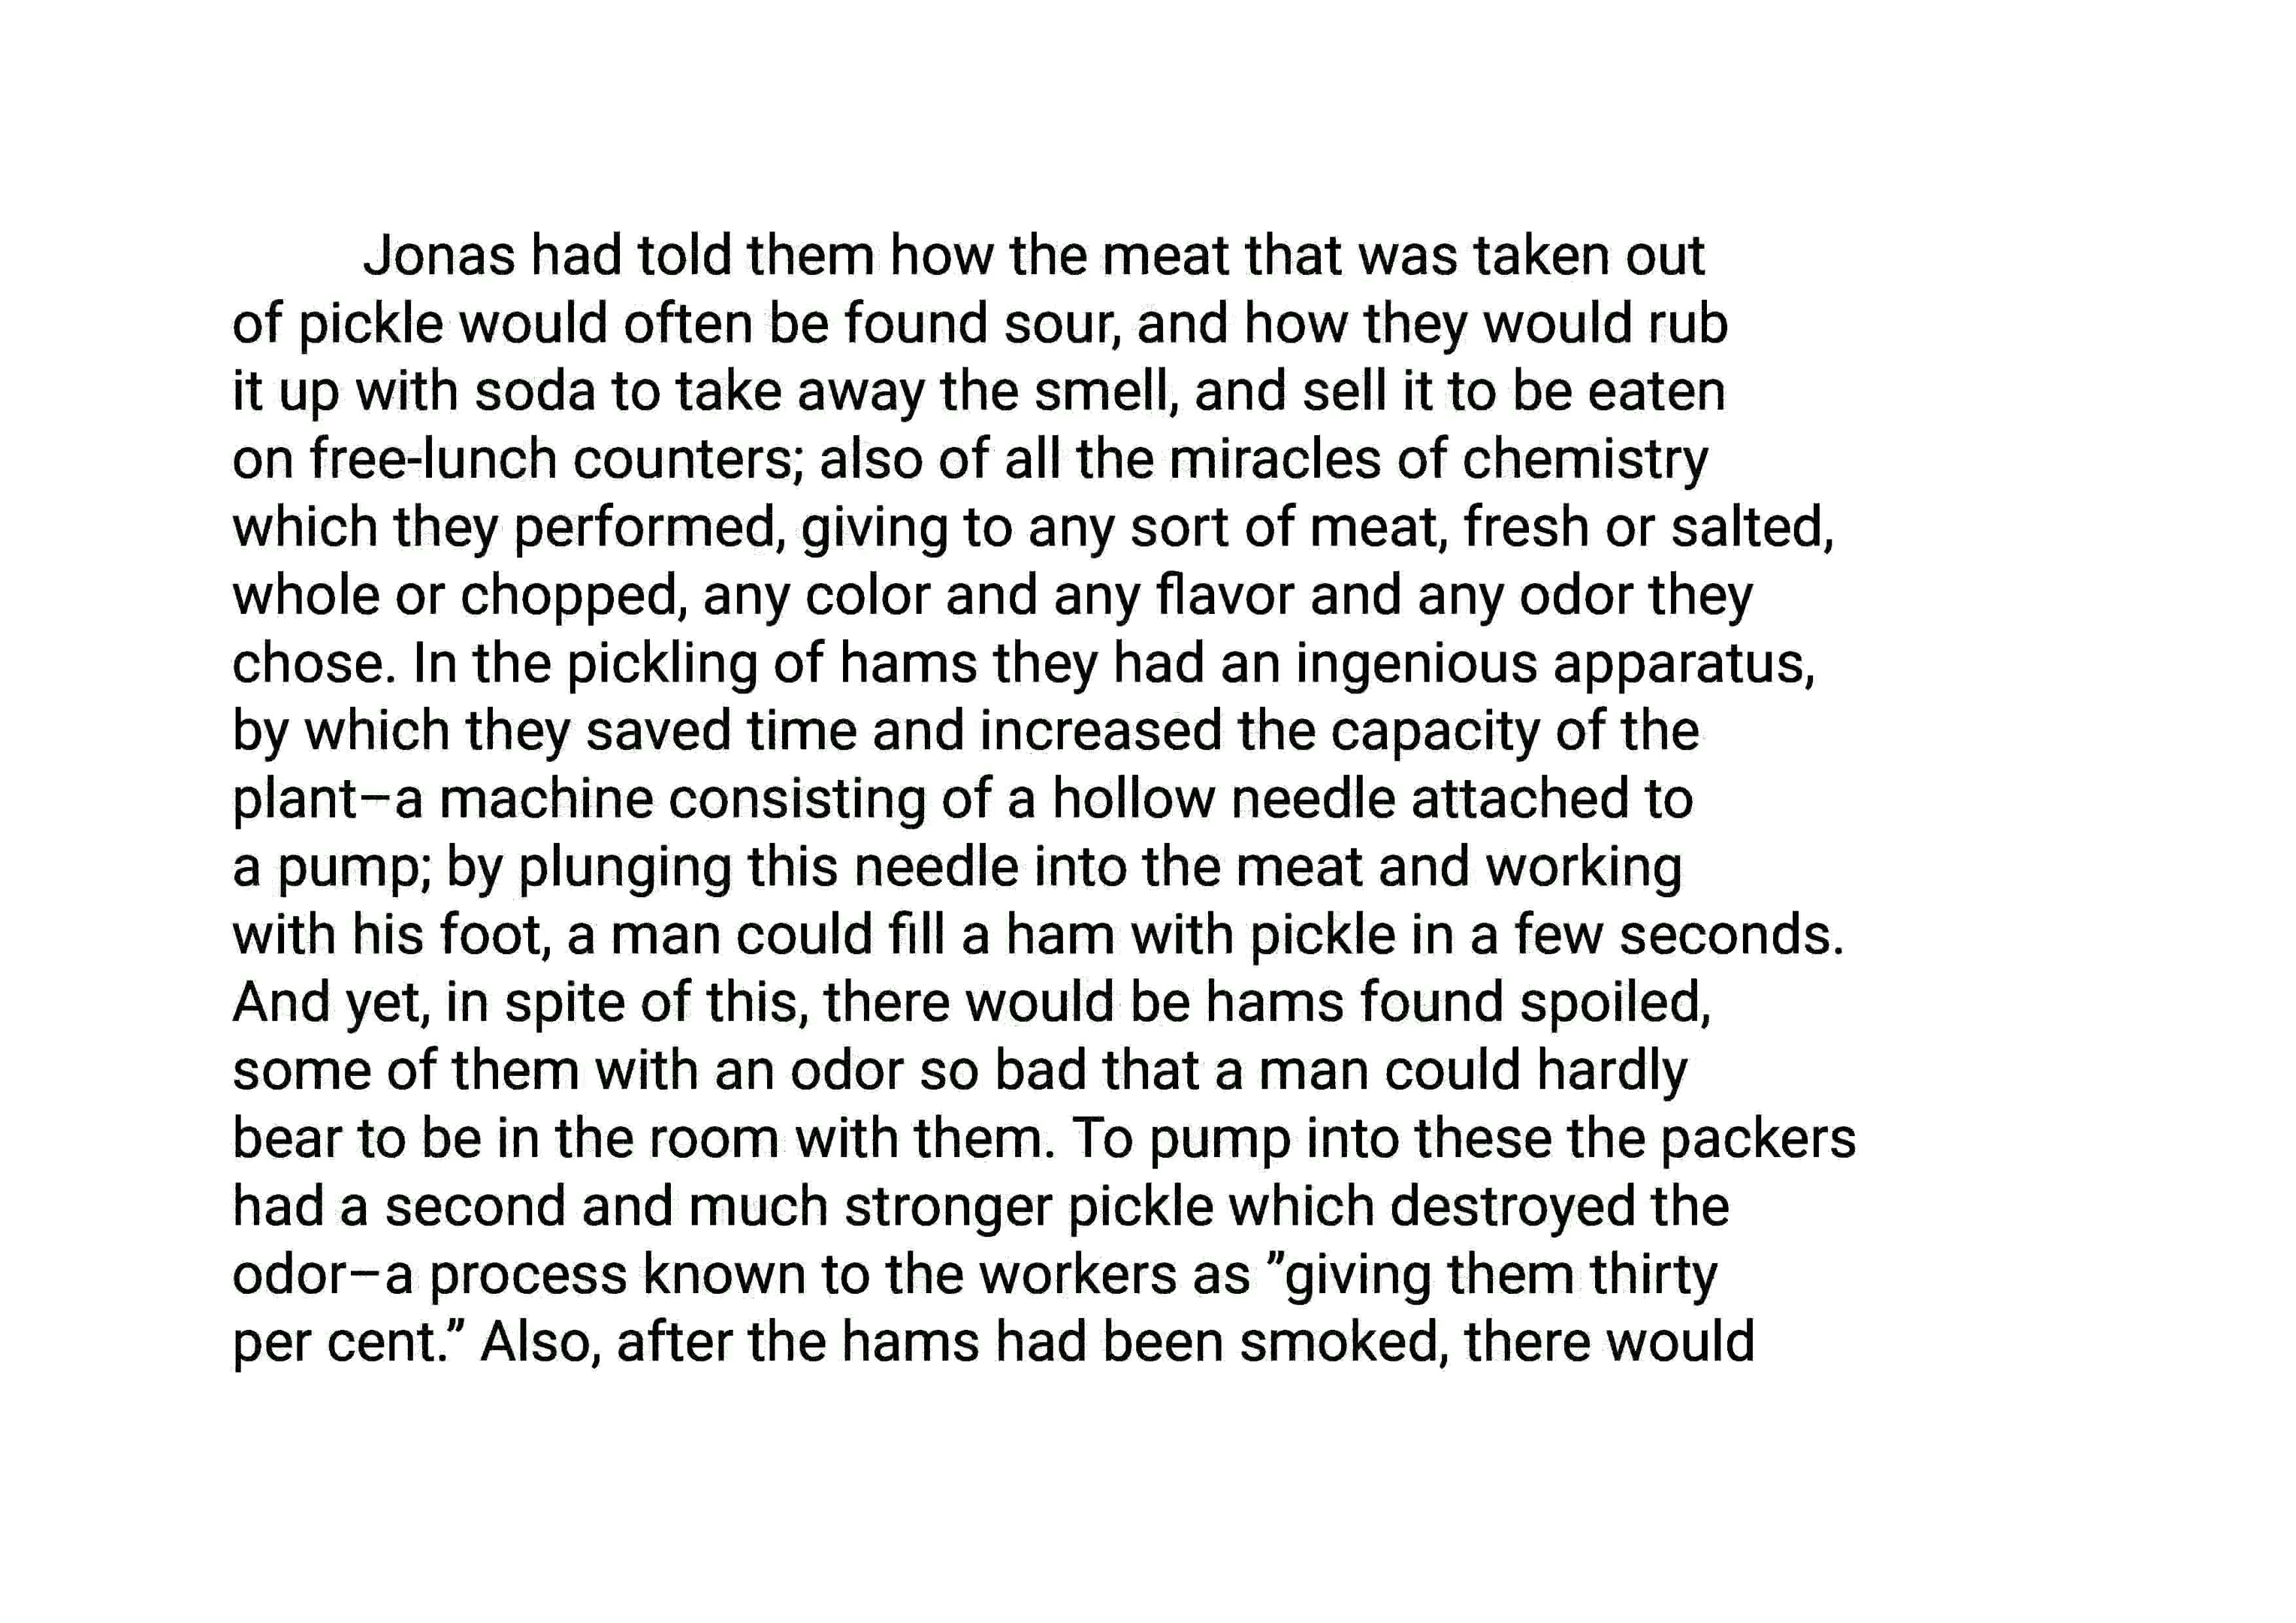 Jonas had told them how the meat that was taken out
of pickle would often be found sour, and how they would rub
it up with soda to take away the smell, and sell it to be eaten
on free-lunch counters; also of all the miracles of chemistry
which they performed, giving to any sort of meat, fresh or salted,
whole or chopped, any color and any flavor and any odor they
chose. In the pickling of hams they had an ingenious apparatus,
by which they saved time and increased the capacity of the
plant–a machine consisting of a hollow needle attached to
a pump; by plunging this needle into the meat and working
with his foot, a man could fill a ham with pickle in a few seconds.
And yet, in spite of this, there would be hams found spoiled,
some of them with an odor so bad that a man could hardly
bear to be in the room with them. To pump into these the packers
had a second and much stronger pickle which destroyed the
odor–a process known to the workers as ”giving them thirty
per cent.” Also, after the hams had been smoked, there would